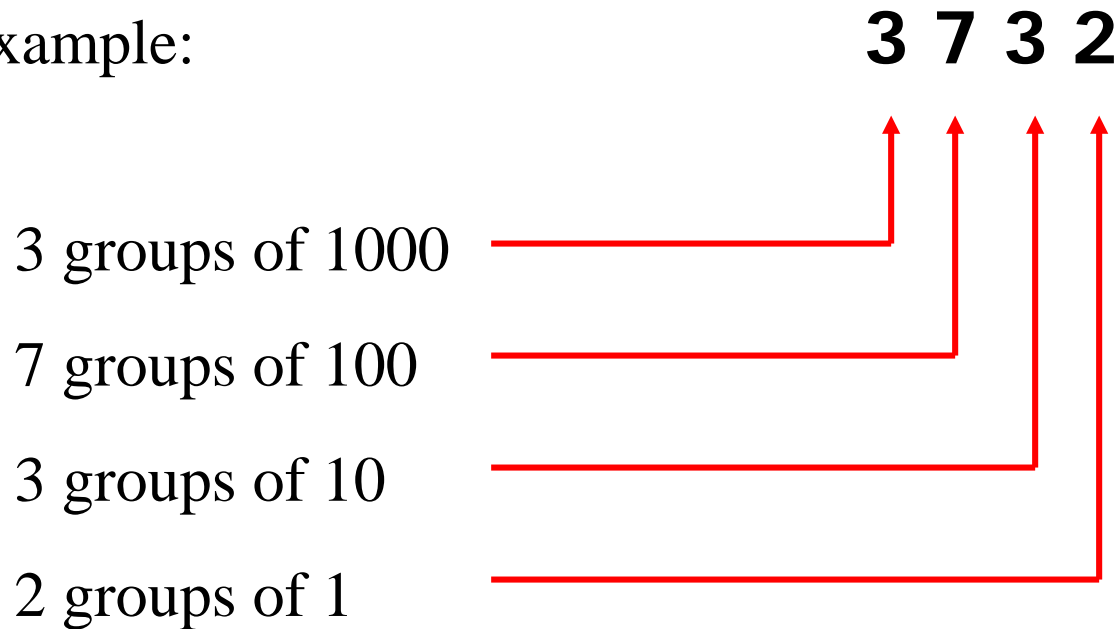 xample: 3 7 3 2
3 groups of 1000
7 groups of 100
3 groups of 10
2 groups of 1